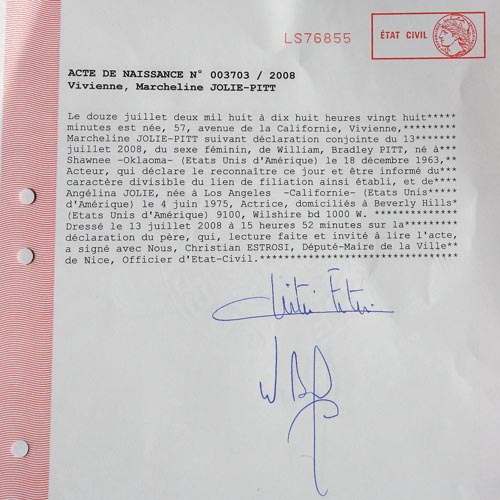 LS76855
ÉTAT CIVIL
ACTE DE NAISSANCE N° 003703 / 2008
Vivienne, Marcheline JOLIE-PITT
Le douze juillet deux mil huit à dix huit heures vingt huit*****
minutes est née, 57, avenue de la Californie, Vivienne,********
Marcheline JOLIE-PITT suivant déclaration conjointe du 13*******
juillet 2008, du sexe féminin, de William, Bradley PITT, né à
Shawnee -Oklaoma- (Etats Unis d'Amérique) le 18 décembre 1963,**
Acteur, qui déclare le reconnaître ce jour et être informé du***
caractère divisible du lien de filiation ainsi établi, et de****
Angélina JOLIE, née à Los Angeles -Californie- (Etats Unis*****
d'Amérique) le 4 juin 1975, Actrice, domiciliés à Beverly Hills*
(Etats Unis d'Amérique) 9100, Wilshire bd 1000 W. **************
Dressé le 13 juillet 2008 à 15 heures 52 minutes sur la********
déclaration du père, qui, lecture faite et invité à lire l'acte,
a signé avec Nous, Christian ESTROSI, Député-Maire de la Ville**
de Nice, Officier d'Etat-Civil.*********************************